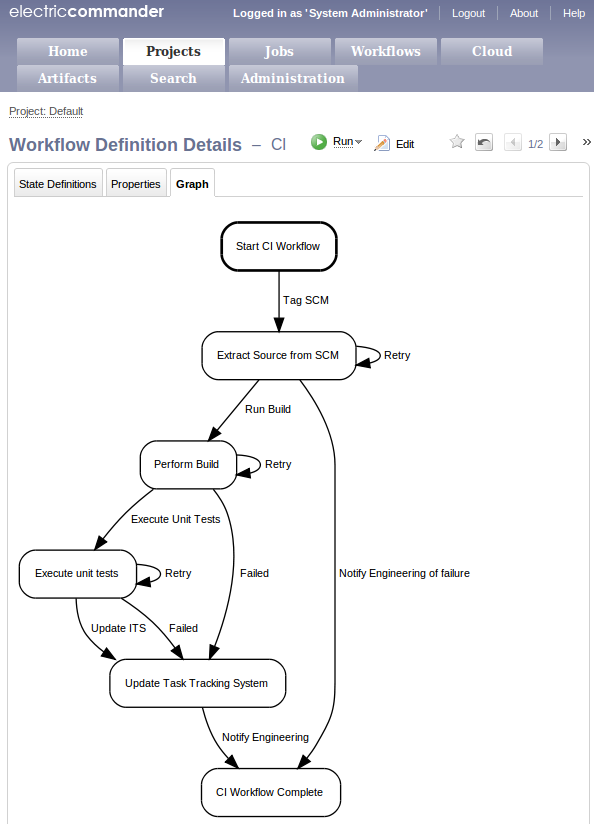 electriccommander
Logged in as 'System Administrator' Logout About Help
Home Projects Jobs Workflows Cloud
Artifacts Search Administration
Project: Default
Workflow Definition Details – CI Run Edit 1/2 »
State Definitions Properties Graph
Start CI Workflow
Tag SCM
Extract Source from SCM Retry
Run Build
Perform Build Retry
Execute Unit Tests
Execute unit tests Retry Failed Notify Engineering of failure
Update ITS Failed
Update Task Tracking System
Notify Engineering
CI Workflow Complete